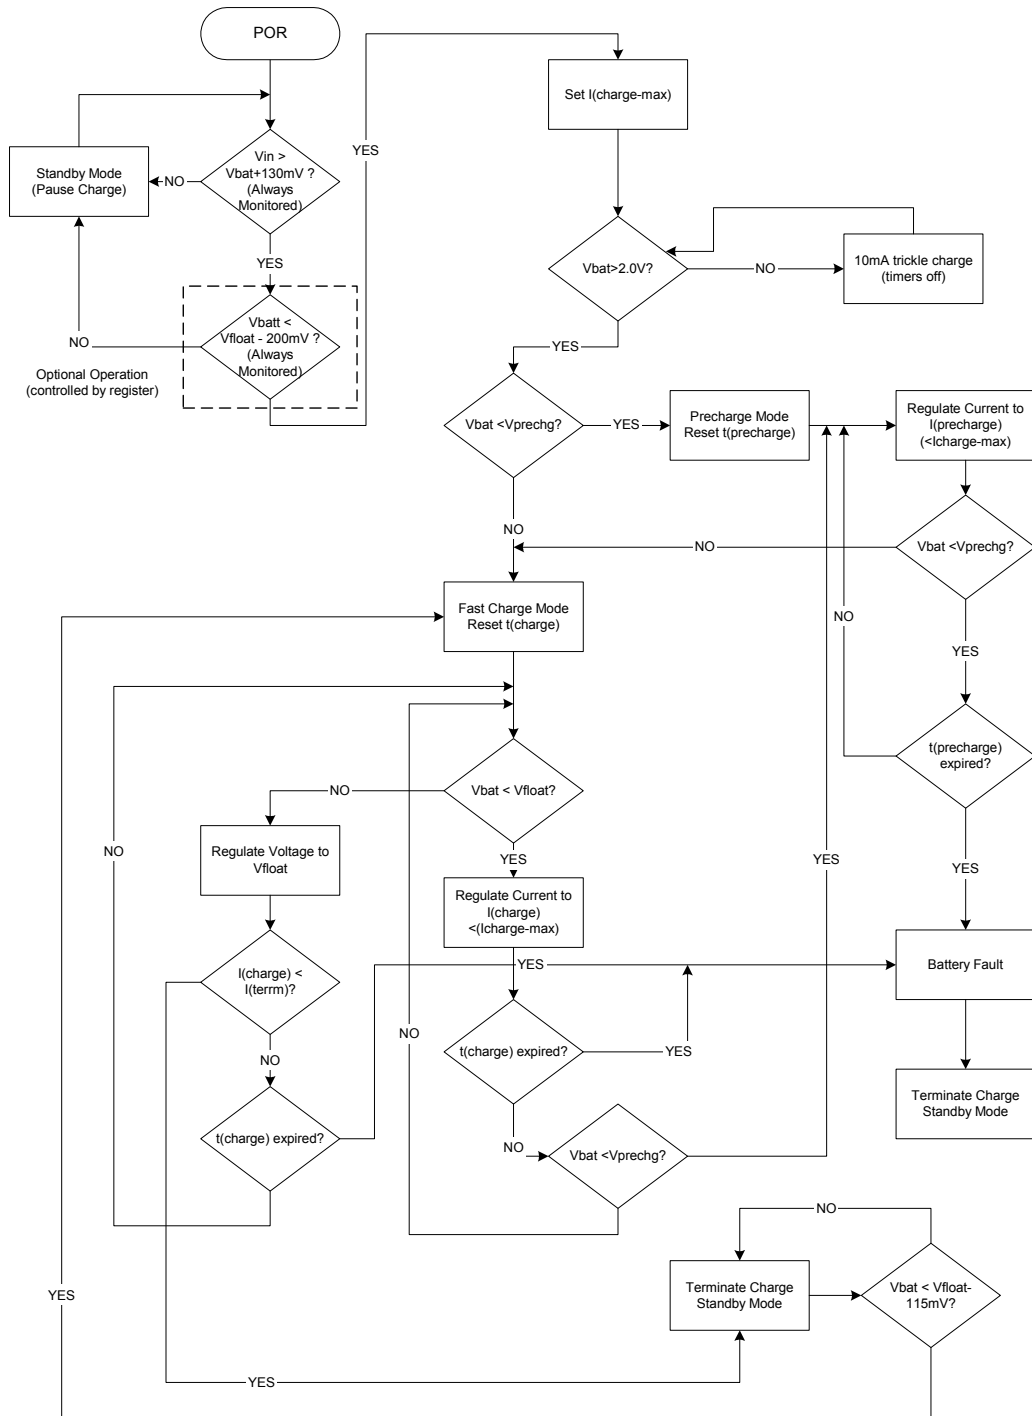 POR
Vin >
Vbat+130mV ?
(Always
Monitored)
NO
Standby Mode
(Pause Charge)
YES
Vbatt <
Vfloat - 200mV ?
(Always
Monitored)
NO
Optional Operation
(controlled by register)
YES
Set I(charge-max)
Vbat>2.0V?
NO
10mA trickle charge
(timers off)
YES
Vbat <Vprechg?
YES
Precharge Mode
Reset t(precharge)
Regulate Current to
I(precharge)
(<Icharge-max)
NO
Vbat <Vprechg?
NO
YES
NO
t(precharge)
expired?
YES
Fast Charge Mode
Reset t(charge)
Vbat < Vfloat?
NO
Regulate Voltage to
Vfloat
NO
YES
Regulate Current to
I(charge)
<(Icharge-max)
YES
I(charge) <
I(terrm)?
NO
t(charge) expired?
YES
Battery Fault
t(charge) expired?
YES
NO
NO
Vbat <Vprechg?
Terminate Charge
Standby Mode
NO
Terminate Charge
Standby Mode
Vbat < Vfloat-
115mV?
YES
YES